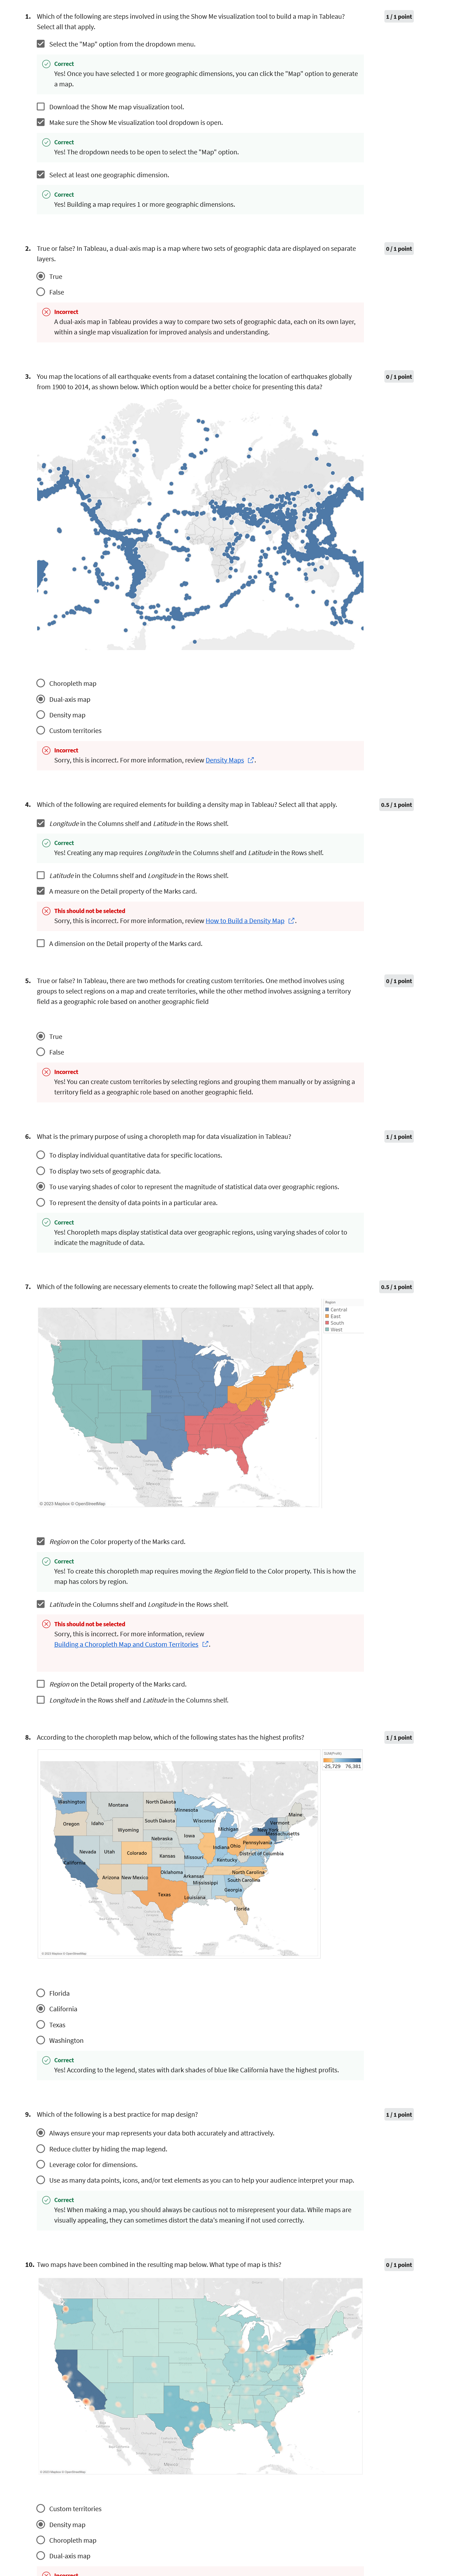 1. Which of the following are steps involved in using the Show Me visualization tool to build a map in Tableau?
Select all that apply.
1 / 1 point
Select the "Map" option from the dropdown menu.
Correct
Yes! Once you have selected 1 or more geographic dimensions, you can click the "Map" option to generate
a map.
Download the Show Me map visualization tool.
Make sure the Show Me visualization tool dropdown is open.
Correct
Yes! The dropdown needs to be open to select the "Map" option.
Select at least one geographic dimension.
Correct
Yes! Building a map requires 1 or more geographic dimensions.
2. True or false? In Tableau, a dual-axis map is a map where two sets of geographic data are displayed on separate
layers.
0 / 1 point
True
False
Incorrect
A dual-axis map in Tableau provides a way to compare two sets of geographic data, each on its own layer,
within a single map visualization for improved analysis and understanding.
3. You map the locations of all earthquake events from a dataset containing the location of earthquakes globally
from 1900 to 2014, as shown below. Which option would be a better choice for presenting this data?
0 / 1 point
Choropleth map
Dual-axis map
Density map
Custom territories
Incorrect
Sorry, this is incorrect. For more information, review Density Maps.
4. Which of the following are required elements for building a density map in Tableau? Select all that apply.
0.5 / 1 point
Longitude in the Columns shelf and Latitude in the Rows shelf.
Correct
Yes! Creating any map requires Longitude in the Columns shelf and Latitude in the Rows shelf.
Latitude in the Columns shelf and Longitude in the Rows shelf.
A measure on the Detail property of the Marks card.
This should not be selected
Sorry, this is incorrect. For more information, review How to Build a Density Map.
A dimension on the Detail property of the Marks card.
5. True or false? In Tableau, there are two methods for creating custom territories. One method involves using
groups to select regions on a map and create territories, while the other method involves assigning a territory
field as a geographic role based on another geographic field
0 / 1 point
True
False
Incorrect
Yes! You can create custom territories by selecting regions and grouping them manually or by assigning a
territory field as a geographic role based on another geographic field.
6. What is the primary purpose of using a choropleth map for data visualization in Tableau?
1 / 1 point
To display individual quantitative data for specific locations.
To display two sets of geographic data.
To use varying shades of color to represent the magnitude of statistical data over geographic regions.
To represent the density of data points in a particular area.
Correct
Yes! Choropleth maps display statistical data over geographic regions, using varying shades of color to
indicate the magnitude of data.
7. Which of the following are necessary elements to create the following map? Select all that apply.
0.5 / 1 point
Region
Central
East
South
West
© 2023 Mapbox © OpenStreetMap
Region on the Color property of the Marks card.
Correct
Yes! To create this choropleth map requires moving the Region field to the Color property. This is how the
map has colors by region.
Latitude in the Columns shelf and Longitude in the Rows shelf.
This should not be selected
Sorry, this is incorrect. For more information, review
Building a Choropleth Map and Custom Territories.
Region on the Detail property of the Marks card.
Longitude in the Rows shelf and Latitude in the Columns shelf.
8. According to the choropleth map below, which of the following states has the highest profits?
1 / 1 point
SUM(Profit)
-25,729 76,381
Washington
Montana
North Dakota
Minnesota
Maine
Oregon
Idaho
Wyoming
South Dakota
Wisconsin
Michigan
Vermont
New York
Massachusetts
Nebraska
Iowa
Pennsylvania
Nevada
Utah
Colorado
Kansas
Missouri
Indiana
Ohio
District of Columbia
Kentucky
California
Arizona
New Mexico
Oklahoma
Arkansas
North Carolina
South Carolina
Mississippi
Georgia
Texas
Louisiana
Florida
© 2023 Mapbox © OpenStreetMap
Florida
California
Texas
Washington
Correct
Yes! According to the legend, states with dark shades of blue like California have the highest profits.
9. Which of the following is a best practice for map design?
1 / 1 point
Always ensure your map represents your data both accurately and attractively.
Reduce clutter by hiding the map legend.
Leverage color for dimensions.
Use as many data points, icons, and/or text elements as you can to help your audience interpret your map.
Correct
Yes! When making a map, you should always be cautious not to misrepresent your data. While maps are
visually appealing, they can sometimes distort the data's meaning if not used correctly.
10. Two maps have been combined in the resulting map below. What type of map is this?
0 / 1 point
© 2023 Mapbox © OpenStreetMap
Custom territories
Density map
Choropleth map
Dual-axis map
Incorrect